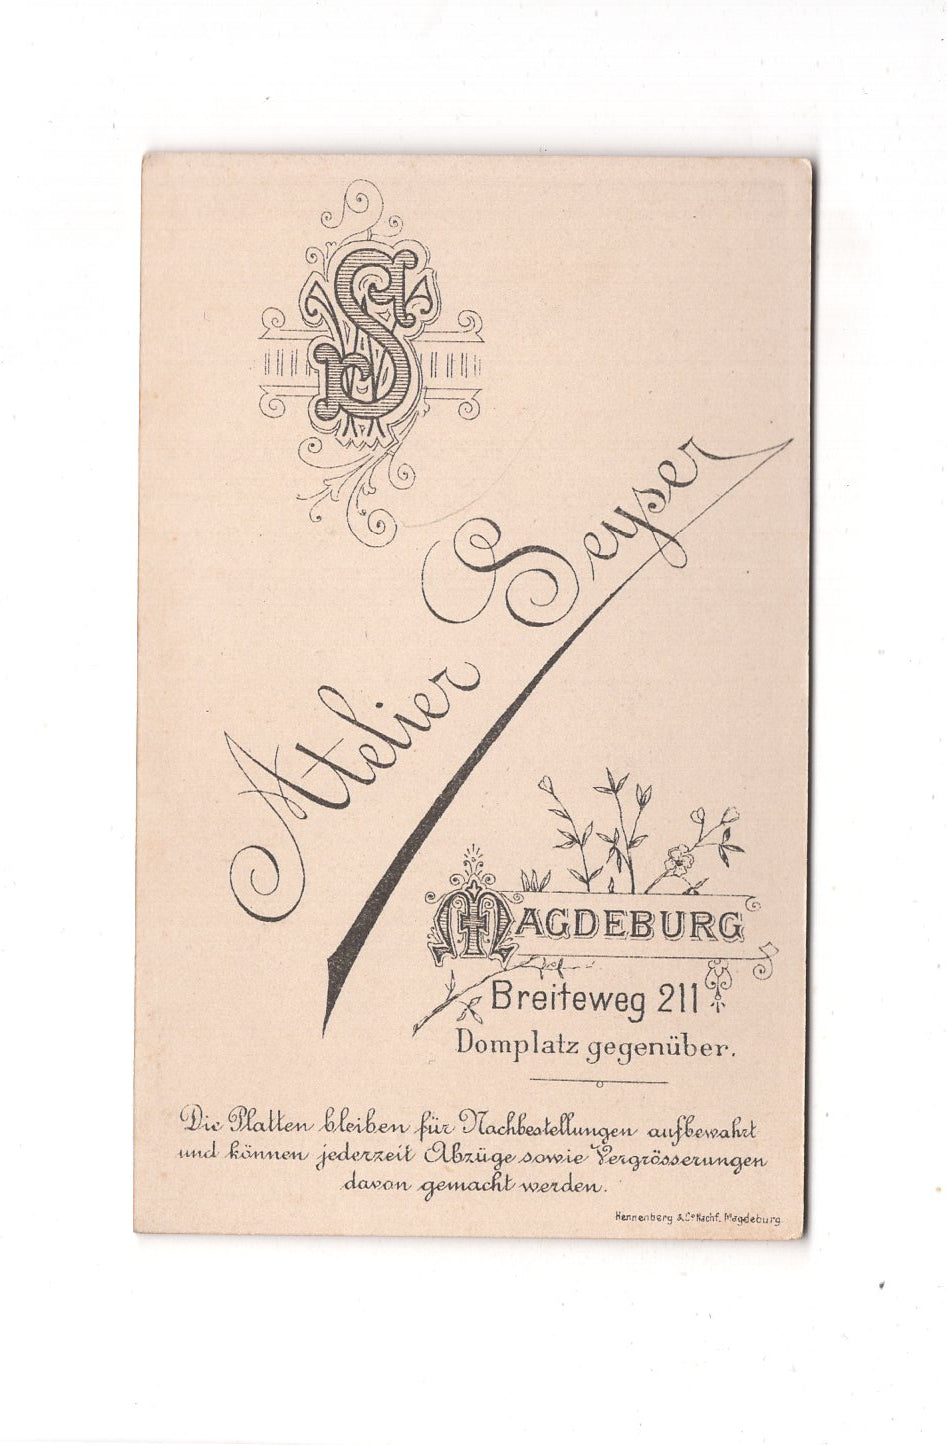 Atelier Seyser
MAGDEBURG
Breiteweg 211
Domplatz gegenüber.
Die Platten bleiben für Nachbestellungen aufbewahrt
und können jederzeit Abzüge sowie Vergrösserungen
davon gemacht werden.
Hennenberg & Co Nachf. Magdeburg